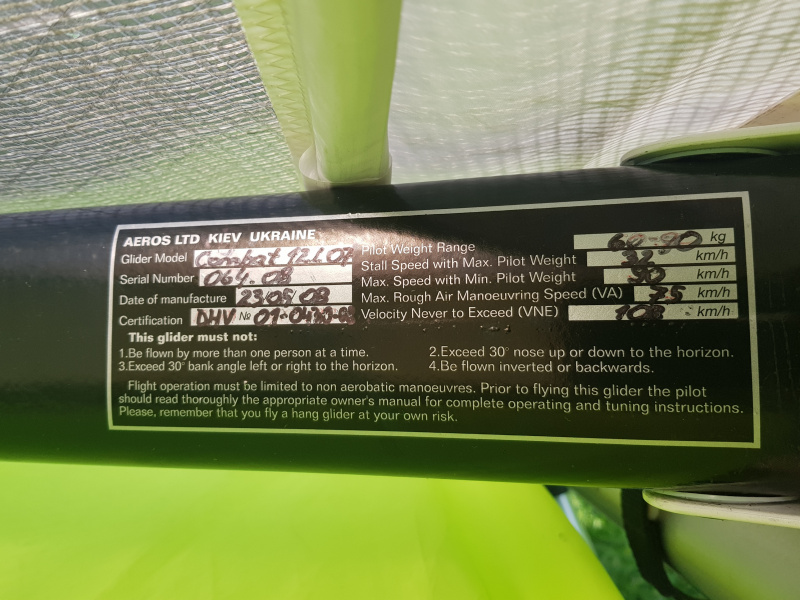 AEROS LTD KIEV UKRAINE
Glider Model Combat 12L07
Serial Number 064.08
Date of manufacture 23/05/08
Certification DHV № 01-0430-08
Pilot Weight Range 60-90 kg
Stall Speed with Max. Pilot Weight 32 km/h
Max. Speed with Min. Pilot Weight 90 km/h
Max. Rough Air Manoeuvring Speed (VA) 75 km/h
Velocity Never to Exceed (VNE) 108 km/h
This glider must not:
1.Be flown by more than one person at a time.
2.Exceed 30° nose up or down to the horizon.
3.Exceed 30° bank angle left or right to the horizon.
4.Be flown inverted or backwards.
Flight operation must be limited to non aerobatic manoeuvres. Prior to flying this glider the pilot
should read thoroughly the appropriate owner's manual for complete operating and tuning instructions.
Please, remember that you fly a hang glider at your own risk.